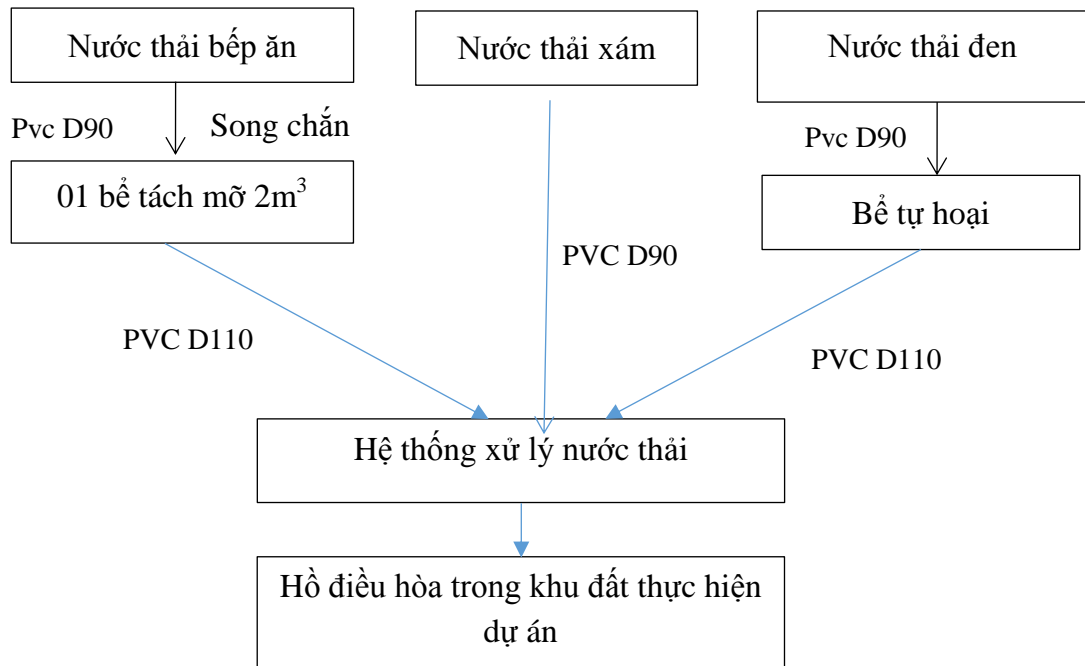 Nước thải bếp ăn
Nước thải xám
Nước thải đen
Pvc D90
Song chắn
Pvc D90
01 bể tách mỡ 2m³
Bể tự hoại
PVC D90
PVC D110
PVC D110
Hệ thống xử lý nước thải
Hồ điều hòa trong khu đất thực hiện
dự án